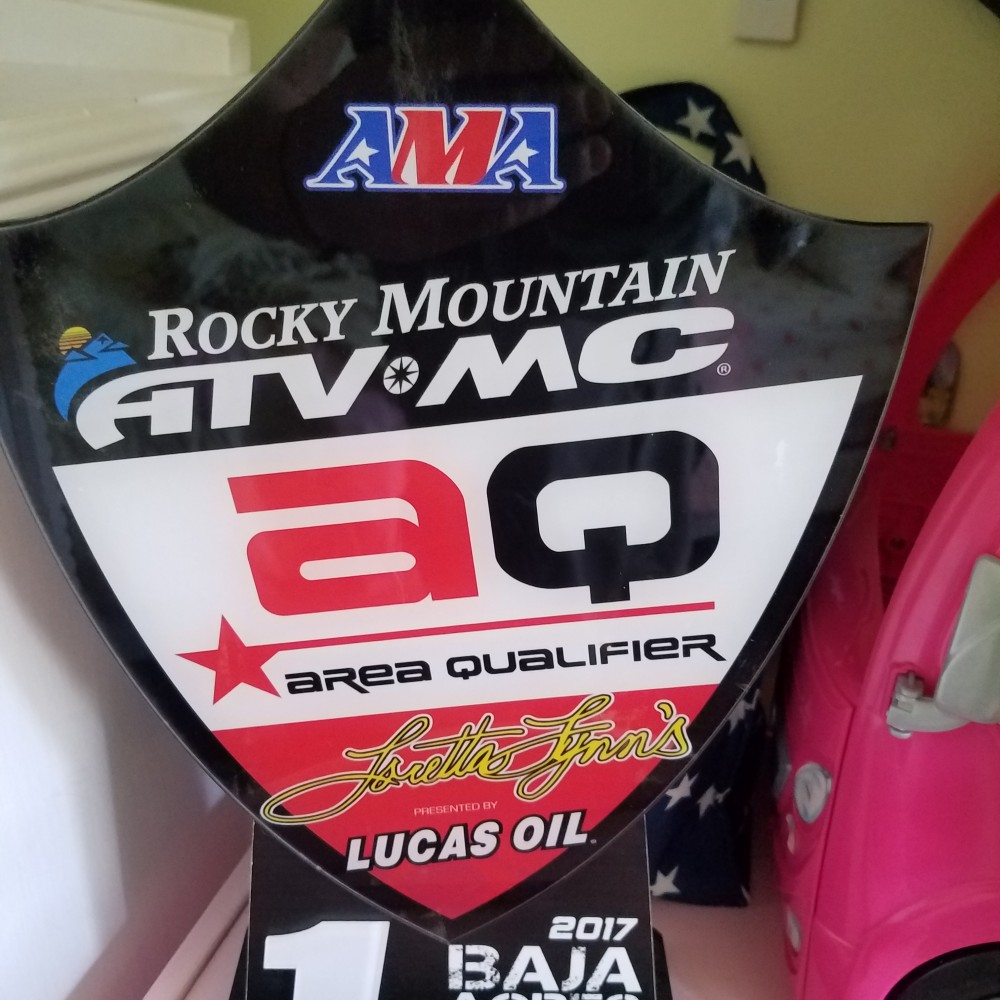 AMA
ROCKY MOUNTAIN
ATV MC ®
aQ
area QUALIFIER
Loretta Lynn's
PRESENTED BY
LUCAS OIL
2017
1 BAJA